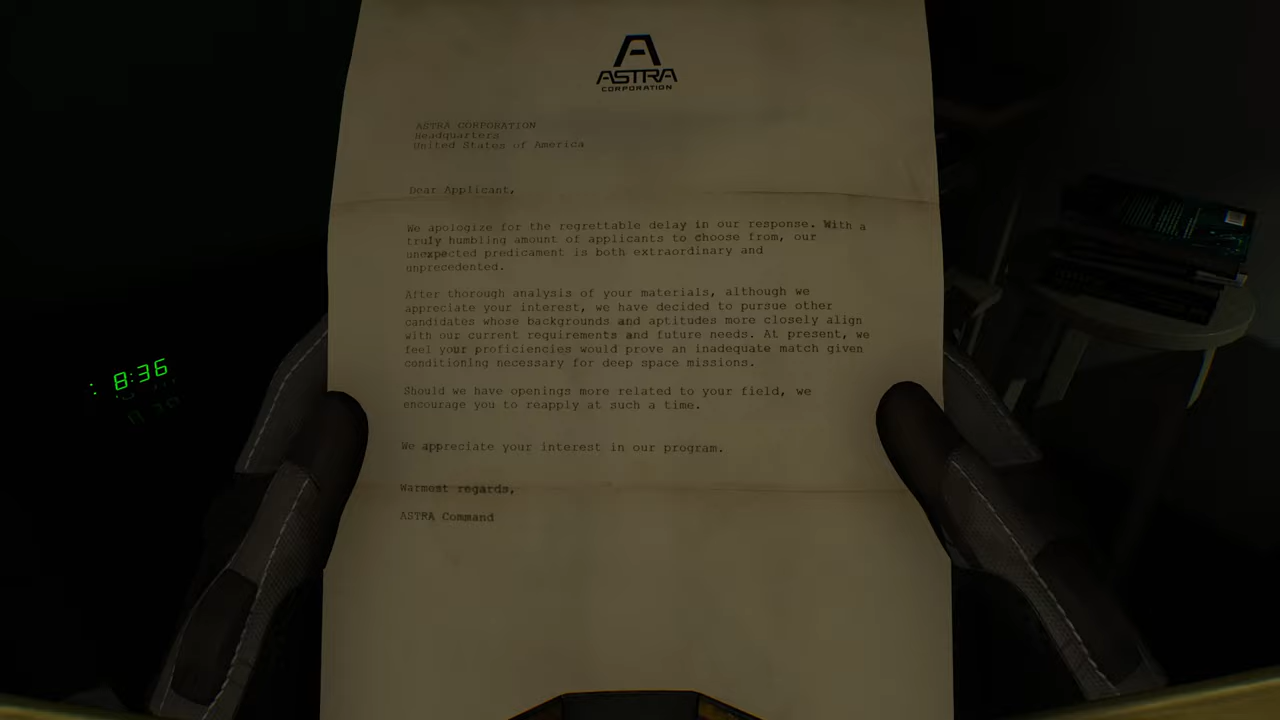 ASTRA
CORPORATION
ASTRA CORPORATION
Headquarters
United States of America
Dear Applicant,
We apologize for the regrettable delay in our response. With a
truly humbling amount of applicants to choose from, our
unexpected predicament is both extraordinary and
unprecedented.
After thorough analysis of your materials, although we
appreciate your interest, we have decided to pursue other
candidates whose backgrounds and aptitudes more closely align
with our current requirements and future needs. At present, we
feel your proficiencies would prove an inadequate match given
conditioning necessary for deep space missions.
Should we have openings more related to your field, we
encourage you to reapply at such a time.
We appreciate your interest in our program.
Warmest regards,
ASTRA Command
8:36